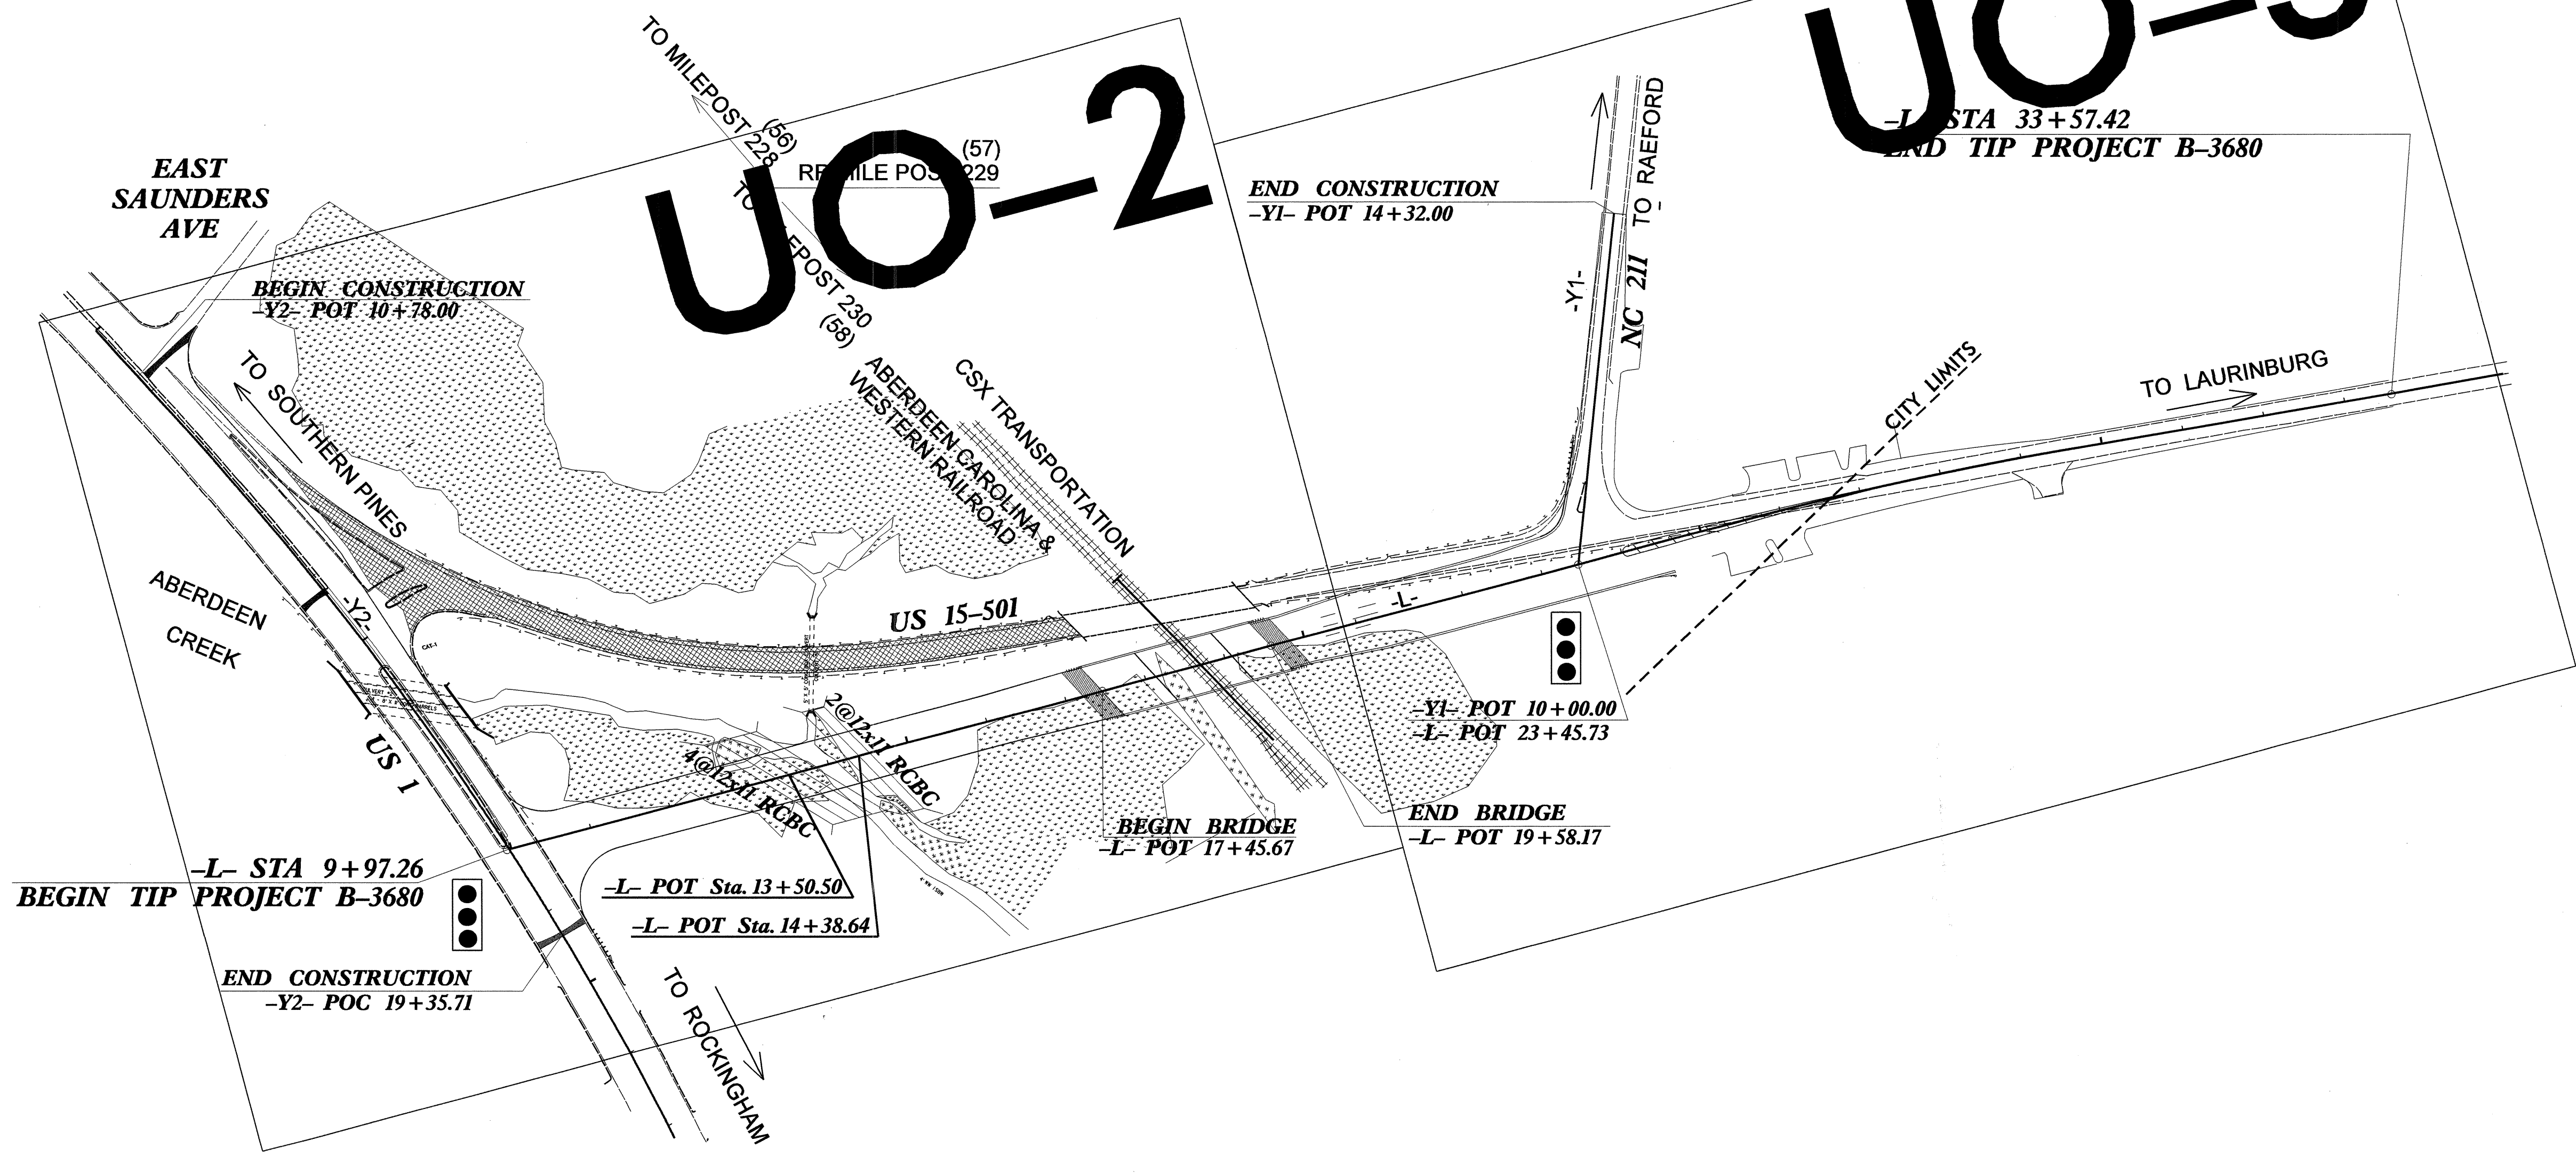 UO-2
UO-3
TO MILEPOST 228
(56)
(57)
RR MILE POST 229
TO MILEPOST 230
(58)
EAST
SAUNDERS
AVE
BEGIN CONSTRUCTION
-Y2- POT 10+78.00
TO SOUTHERN PINES
ABERDEEN CAROLINA &
WESTERN RAILROAD
CSX TRANSPORTATION
END CONSTRUCTION
-Y1- POT 14+32.00
TO RAEFORD
-Y1-
NC 211
-L- STA 33+57.42
END TIP PROJECT B-3680
CITY LIMITS
TO LAURINBURG
ABERDEEN
CREEK
-Y2-
US 15-501
-L-
US 1
2@12x11 RCBC
4@12x11 RCBC
-Y1- POT 10+00.00
-L- POT 23+45.73
BEGIN BRIDGE
-L- POT 17+45.67
END BRIDGE
-L- POT 19+58.17
-L- STA 9+97.26
BEGIN TIP PROJECT B-3680
-L- POT Sta. 13+50.50
-L- POT Sta. 14+38.64
END CONSTRUCTION
-Y2- POC 19+35.71
TO ROCKINGHAM